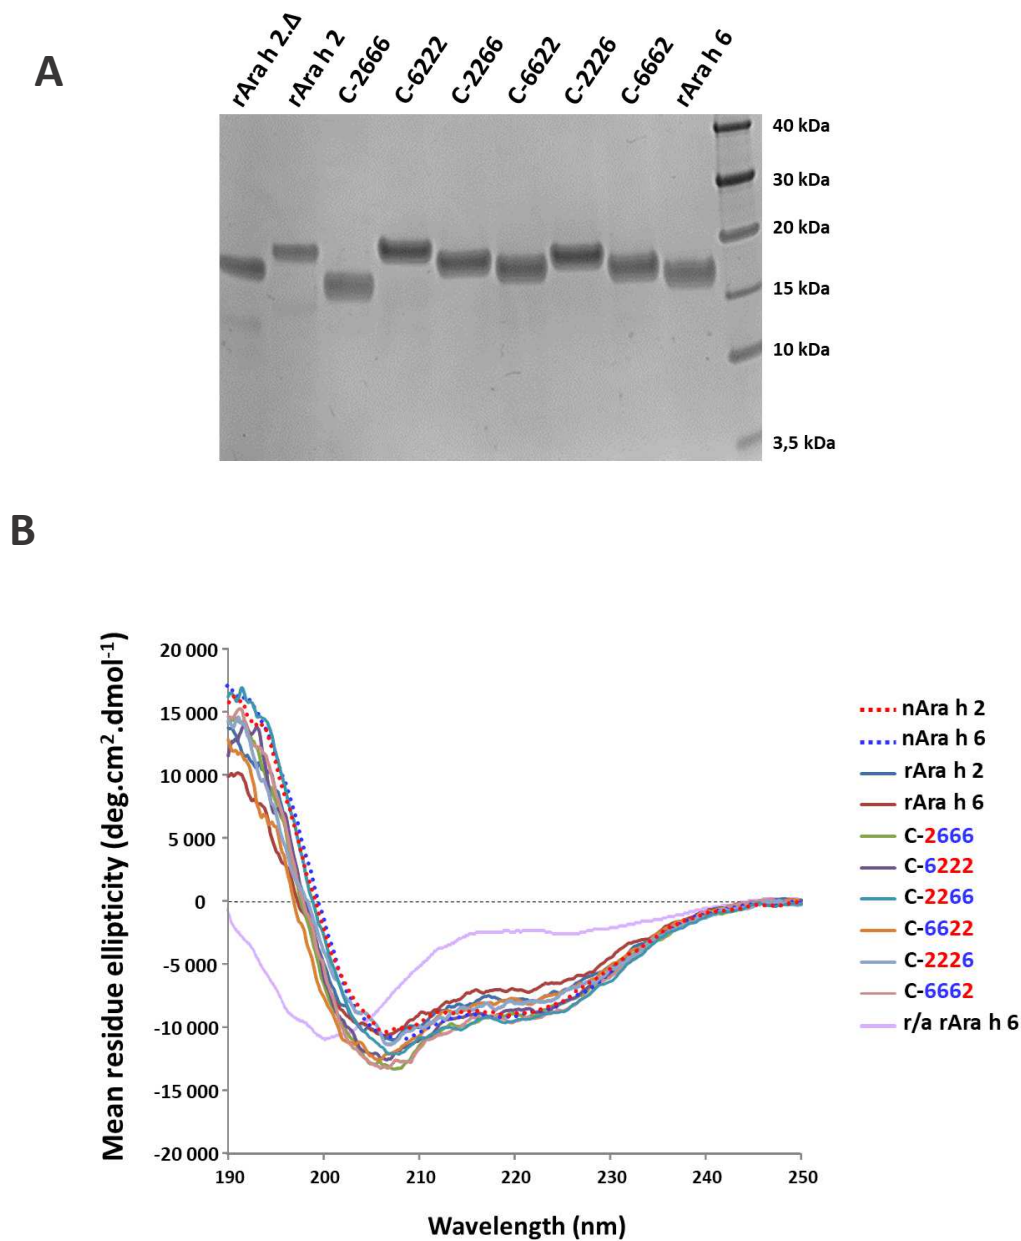 A
rAra h 2.Δ
rAra h 2
C-2666
C-6222
C-2266
C-6622
C-2226
C-6662
rAra h 6
40 kDa
30 kDa
20 kDa
15 kDa
10 kDa
3,5 kDa
B
Mean residue ellipticity (deg.cm².dmol⁻¹)
20 000
15 000
10 000
5 000
0
-5 000
-10 000
-15 000
-20 000
190 200 210 220 230 240 250
Wavelength (nm)
nAra h 2
nAra h 6
rAra h 2
rAra h 6
C-2666
C-6222
C-2266
C-6622
C-2226
C-6662
r/a rAra h 6